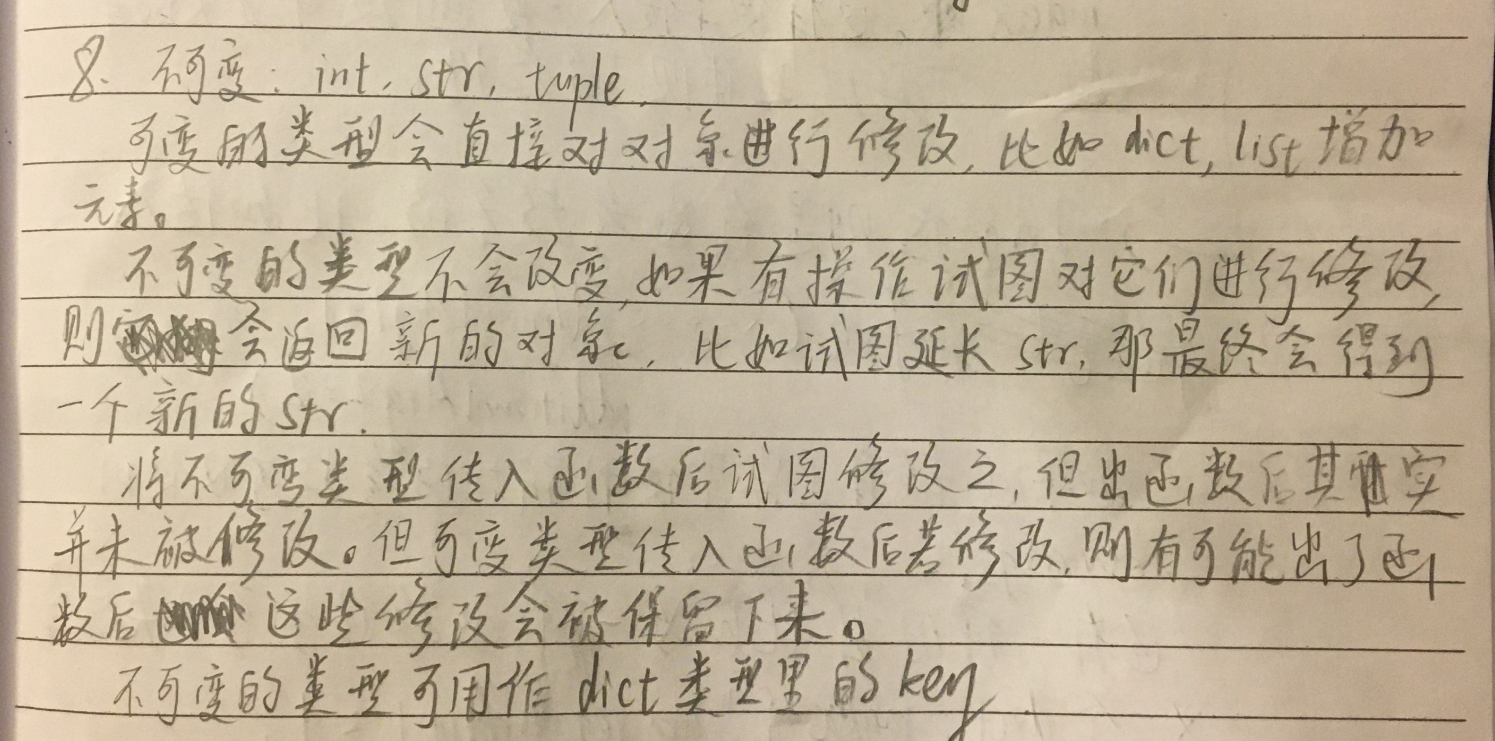 8. 不可变: int, str, tuple.
可变的类型会直接对对象进行修改, 比如 dict, list 增加
元素。
不可变的类型不会改变, 如果有操作试图对它们进行修改,
则会返回新的对象, 比如试图延长 str, 那最终会得到
一个新的 str.
将不可变类型传入函数后试图修改之, 但出函数后其实
并未被修改。但可变类型传入函数后若修改, 则有可能出了函
数后这些修改会被保留下来。
不可变的类型可用作 dict 类型里的 key